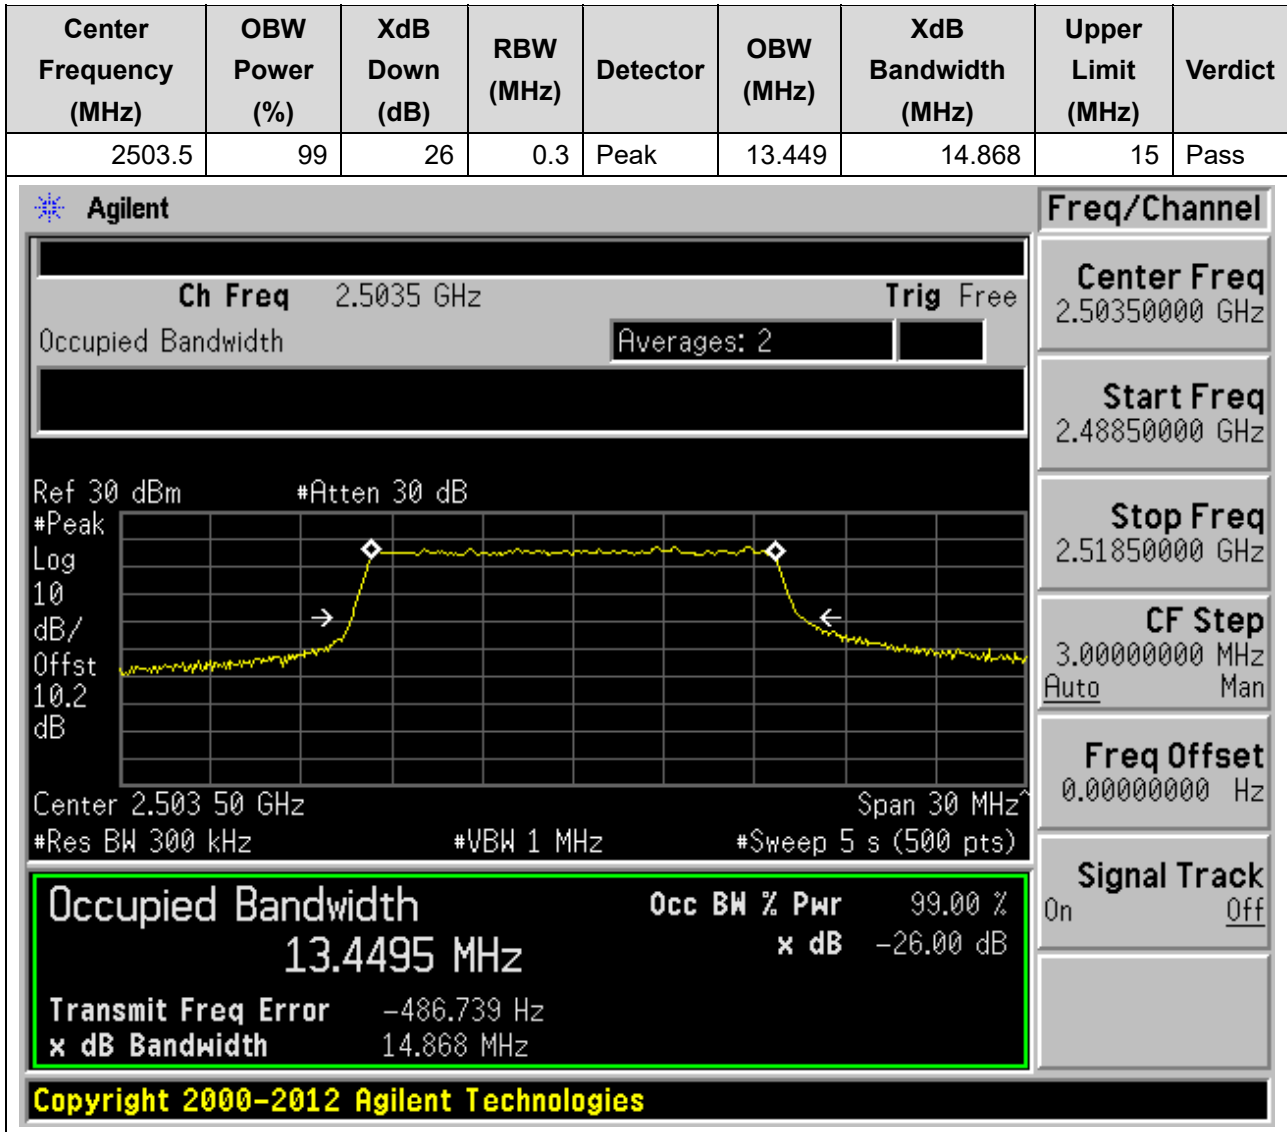 Center Frequency (MHz) OBW Power (%) XdB Down (dB) RBW (MHz) Detector OBW (MHz) XdB Bandwidth (MHz) Upper Limit (MHz) Verdict
2503.5 99 26 0.3 Peak 13.449 14.868 15 Pass
Agilent
Ch Freq 2.5035 GHz Trig Free
Occupied Bandwidth Averages: 2
Ref 30 dBm #Atten 30 dB
#Peak
Log
10
dB/
Offst
10.2
dB
Center 2.503 50 GHz Span 30 MHz^
#Res BW 300 kHz #VBW 1 MHz #Sweep 5 s (500 pts)
Occupied Bandwidth Occ BW % Pwr 99.00 %
13.4495 MHz x dB -26.00 dB
Transmit Freq Error -486.739 Hz
x dB Bandwidth 14.868 MHz
Copyright 2000-2012 Agilent Technologies
Freq/Channel
Center Freq
2.50350000 GHz
Start Freq
2.48850000 GHz
Stop Freq
2.51850000 GHz
CF Step
3.00000000 MHz
Auto Man
Freq Offset
0.00000000 Hz
Signal Track
On Off